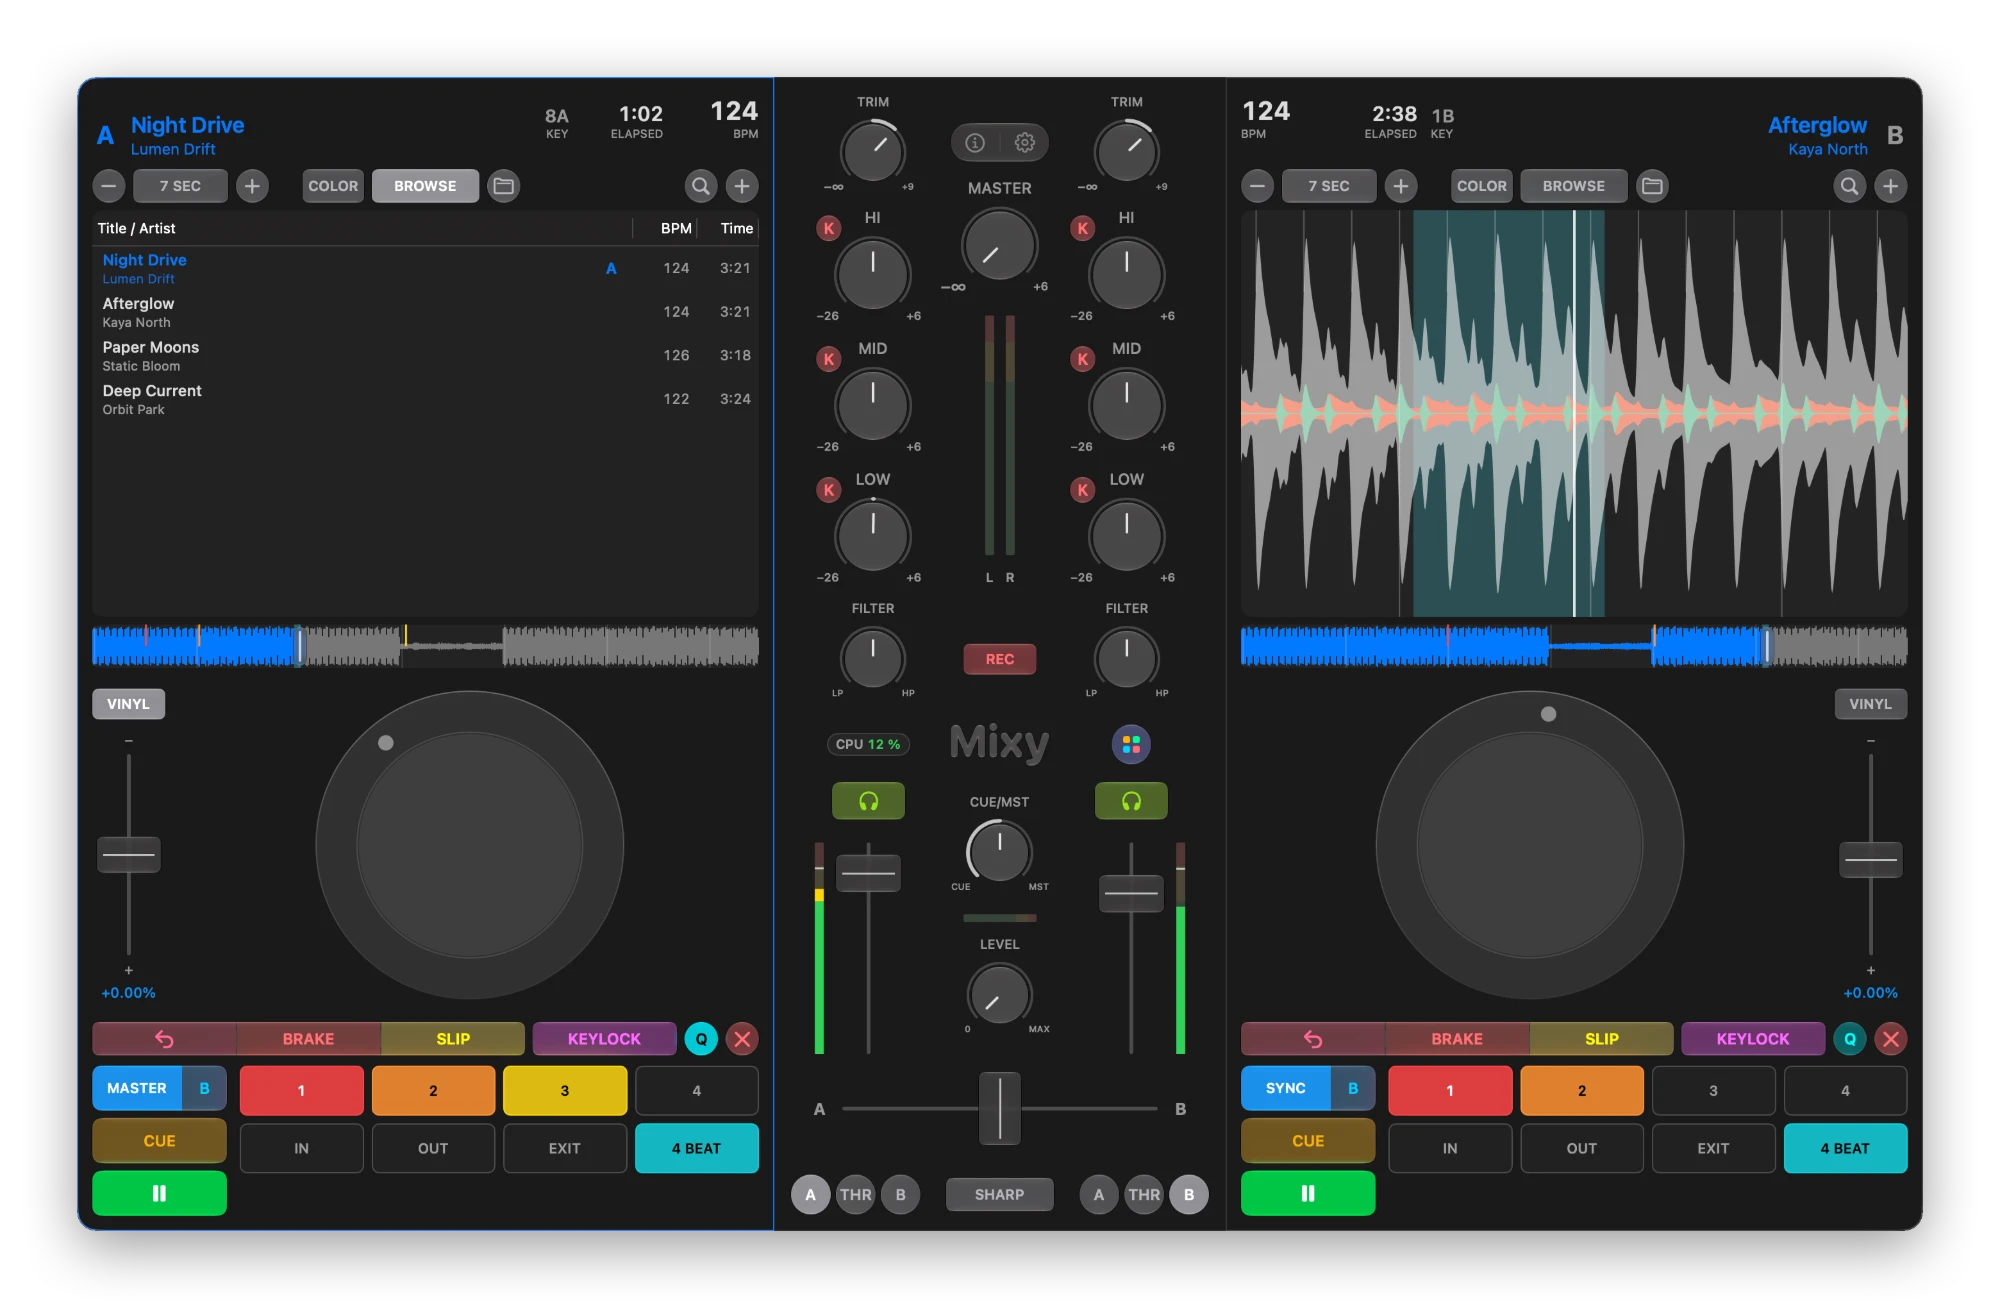 A
Night Drive
Lumen Drift
8A
KEY
1:02
ELAPSED
124
BPM
7 SEC
COLOR
BROWSE
Title / Artist
BPM
Time
Night Drive
Lumen Drift
A
124
3:21
Afterglow
Kaya North
124
3:21
Paper Moons
Static Bloom
126
3:18
Deep Current
Orbit Park
122
3:24
VINYL
−
+
+0.00%
BRAKE
SLIP
KEYLOCK
Q
MASTER
B
1
2
3
4
CUE
IN
OUT
EXIT
4 BEAT
TRIM
−∞
+9
K
HI
−26
+6
K
MID
−26
+6
K
LOW
−26
+6
FILTER
LP
HP
MASTER
−∞
+6
L R
REC
TRIM
−∞
+9
K
HI
−26
+6
K
MID
−26
+6
K
LOW
−26
+6
FILTER
LP
HP
CPU 12 %
Mixy
CUE/MST
CUE
MST
LEVEL
0
MAX
A
B
A
THR
B
SHARP
A
THR
B
124
BPM
2:38
ELAPSED
1B
KEY
Afterglow
Kaya North
B
7 SEC
COLOR
BROWSE
VINYL
−
+
+0.00%
BRAKE
SLIP
KEYLOCK
Q
SYNC
B
1
2
3
4
CUE
IN
OUT
EXIT
4 BEAT